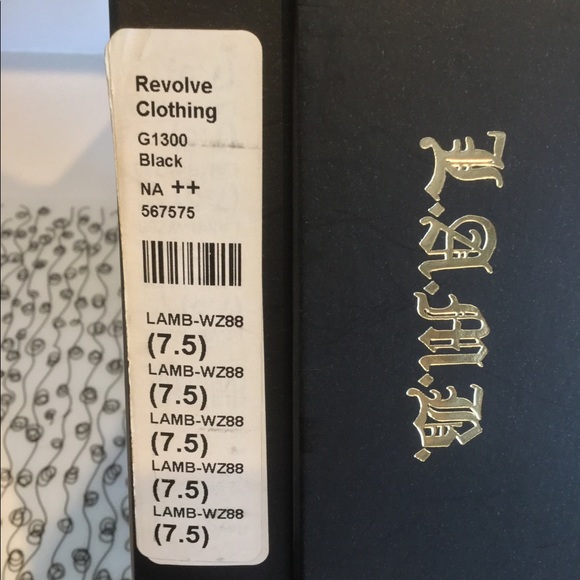 Revolve
Clothing
G1300
Black
NA ++
567575
LAMB-WZ88
(7.5)
LAMB-WZ88
(7.5)
LAMB-WZ88
(7.5)
LAMB-WZ88
(7.5)
LAMB-WZ88
(7.5)
L.A.M.B.